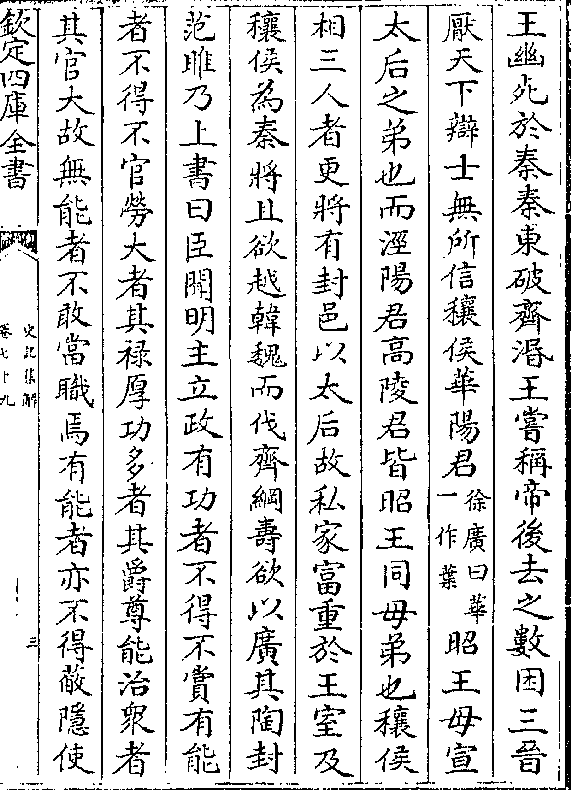 王幽死於秦秦東破齊湣王嘗稱帝後去之數困三晉
厭天下辯士無所信穰侯華陽君徐廣曰華一作葉昭王母宣
太后之弟也而涇陽君高陵君皆昭王同母弟也穰侯
相三人者更將有封邑以太后故私家富重於王室及
穰侯為秦將且欲越韓魏而伐齊綱壽欲以廣其陶封
范雎乃上書曰臣聞明主立政有功者不得不賞有能
者不得不官勞大者其祿厚功多者其爵尊能治眾者
其官大故無能者不敢當職焉有能者亦不得蔽隱使
欽定四庫全書
史記集解
卷七十九
三